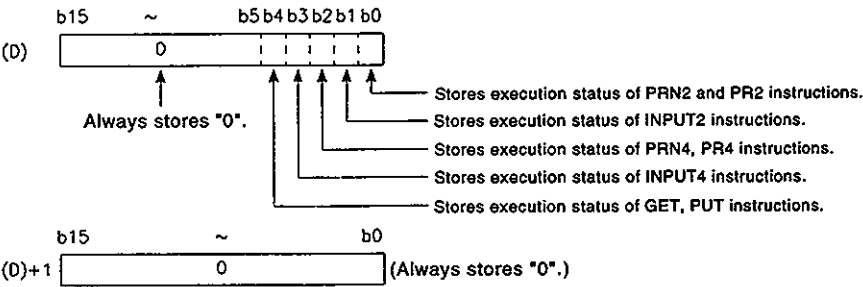 b15 ~ b5 b4 b3 b2 b1 b0
(D) 0
Stores execution status of PRN2 and PR2 instructions.
Always stores "0".
Stores execution status of INPUT2 instructions.
Stores execution status of PRN4, PR4 instructions.
Stores execution status of INPUT4 instructions.
Stores execution status of GET, PUT instructions.
b15 ~ b0
(D)+1 0 (Always stores "0".)